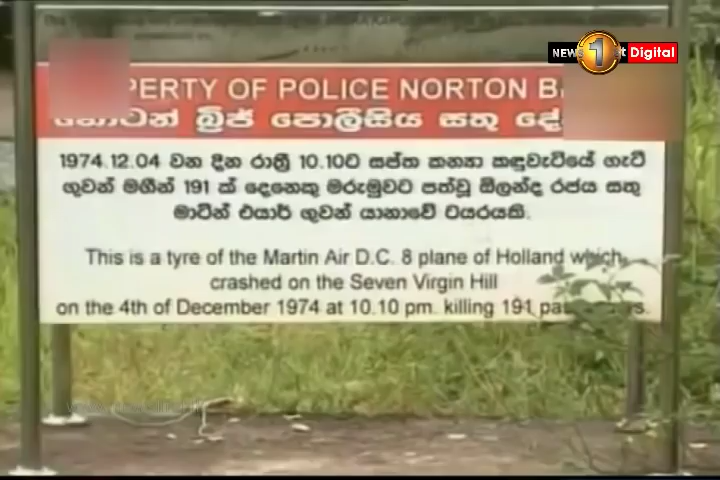 NEWS 1st Digital
PERTY OF POLICE NORTON B
නෝටන් බ්‍රිජ් පොලීසිය සතු දේ
1974.12.04 වන දින රාත්‍රී 10.10ට සප්ත කන්‍යා කඳුවැටියේ ගැටී
ගුවන් මගීන් 191 ක් දෙනෙකු මරුමුවට පත්වූ ඕලන්ද රජය සතු
මාටින් එයාර් ගුවන් යානාවේ ටයරයකි.
This is a tyre of the Martin Air D.C. 8 plane of Holland which
crashed on the Seven Virgin Hill
on the 4th of December 1974 at 10.10 pm. killing 191